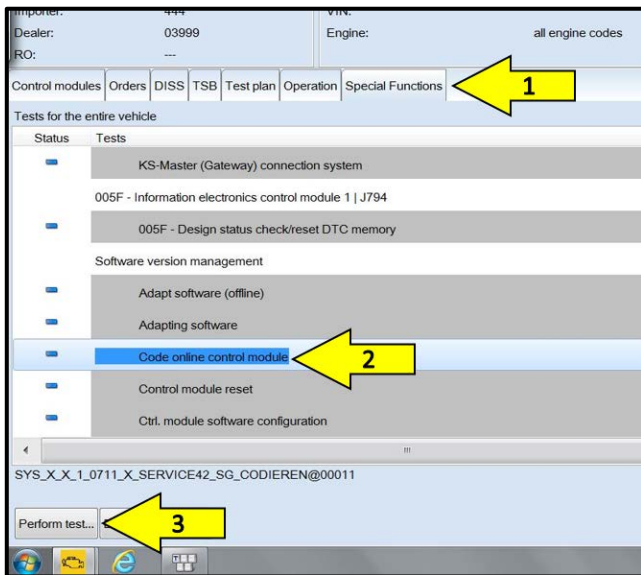 Importer: 444 VIN:
Dealer: 03999 Engine: all engine codes
RO: ---
Control modules Orders DISS TSB Test plan Operation Special Functions 1
Tests for the entire vehicle
Status Tests
KS-Master (Gateway) connection system
005F - Information electronics control module 1 | J794
005F - Design status check/reset DTC memory
Software version management
Adapt software (offline)
Adapting software
Code online control module 2
Control module reset
Ctrl. module software configuration
SYS_X_X_1_0711_X_SERVICE42_SG_CODIEREN@00011
Perform test... 3